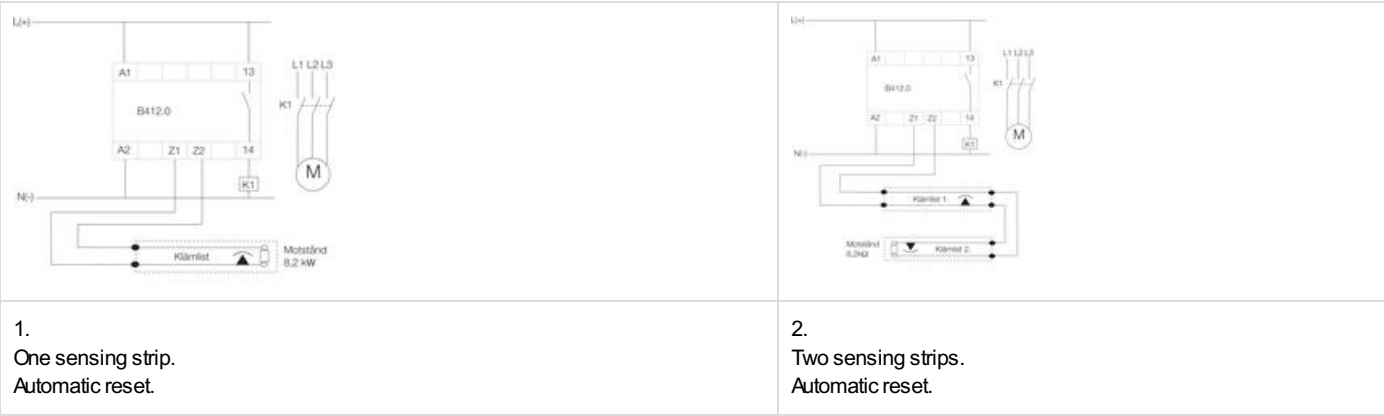 L(+)
A1
13
L1 L2 L3
K1
B412.0
A2
Z1
Z2
14
M
K1
N(-)
Klämlist
Motstånd
8,2 kW
1.
One sensing strip.
Automatic reset.
L(+)
A1
13
L1 L2 L3
K1
B412.0
A2
Z1
Z2
14
M
K1
N(-)
Klämlist 1.
Motstånd
8,2kΩ
Klämlist 2.
2.
Two sensing strips.
Automatic reset.